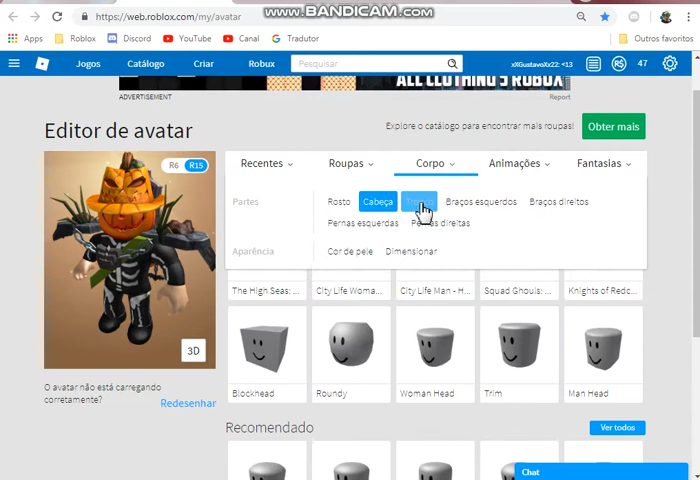 www.BANDICAM.com
https://web.roblox.com/my/avatar
Apps
Roblox
Discord
YouTube
Canal
Tradutor
Outros favoritos
Jogos
Catálogo
Criar
Robux
Pesquisar
xXGustavoXx22: <13
47
ALL CLOTHING 5 ROBUX
ADVERTISEMENT
Report
Editor de avatar
Explore o catálogo para encontrar mais roupas!
Obter mais
R6
R15
Recentes
Roupas
Corpo
Animações
Fantasias
Partes
Rosto
Cabeça
Braços esquerdos
Braços direitos
Pernas esquerdas
Pernas direitas
Aparência
Cor de pele
Dimensionar
The High Seas: ...
City Life Woma...
City Life Man - H...
Squad Ghouls: ...
Knights of Redc...
3D
Blockhead
Roundy
Woman Head
Trim
Man Head
O avatar não está carregando
corretamente?
Redesenhar
Recomendado
Ver todos
Chat